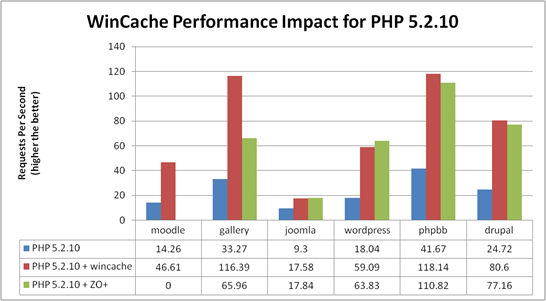 WinCache Performance Impact for PHP 5.2.10
Requests Per Second
(higher the better)
140
120
100
80
60
40
20
0
moodle gallery joomla wordpress phpbb drupal
PHP 5.2.10 14.26 33.27 9.3 18.04 41.67 24.72
PHP 5.2.10 + wincache 46.61 116.39 17.58 59.09 118.14 80.6
PHP 5.2.10 + ZO+ 0 65.96 17.84 63.83 110.82 77.16